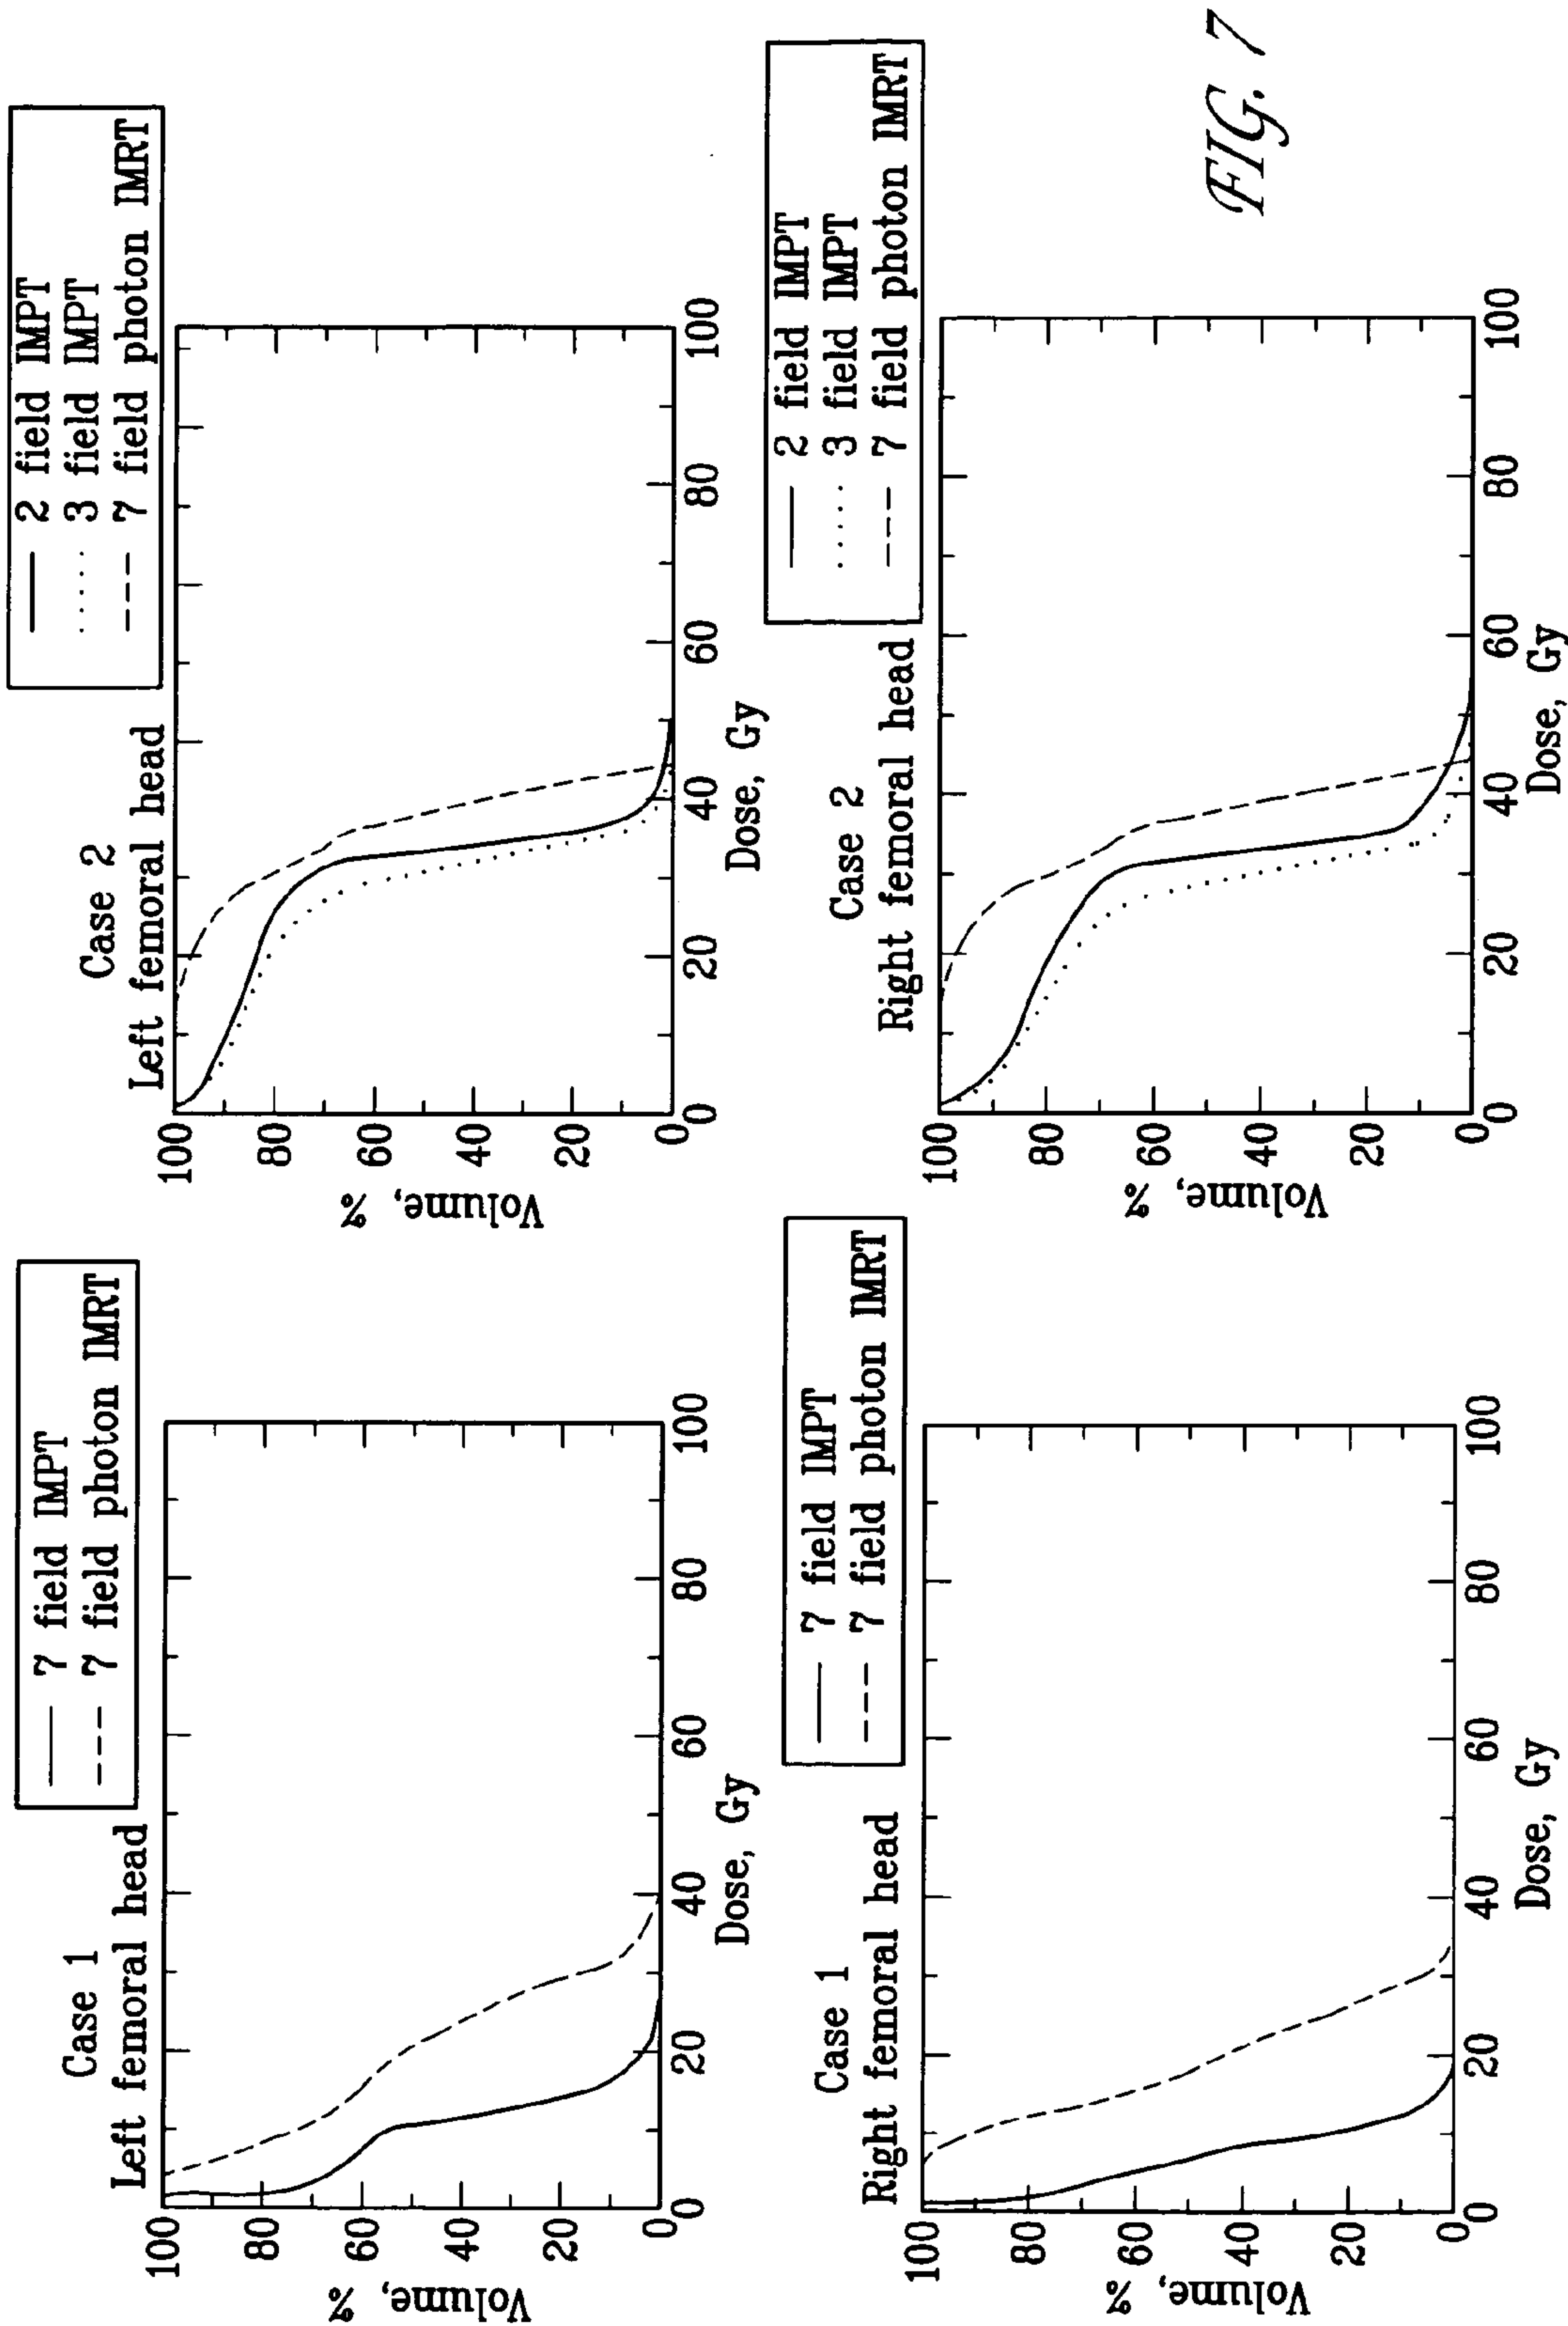 Case 1
Left femoral head
7 field IMPT
7 field photon IMRT
Volume, %
100
80
60
40
20
0
0 20 40 60 80 100
Dose, Gy
Case 2
Left femoral head
2 field IMPT
3 field IMPT
7 field photon IMRT
Volume, %
100
80
60
40
20
0
0 20 40 60 80 100
Dose, Gy
Case 1
Right femoral head
7 field IMPT
7 field photon IMRT
Volume, %
100
80
60
40
20
0
0 20 40 60 80 100
Dose, Gy
Case 2
Right femoral head
2 field IMPT
3 field IMPT
7 field photon IMRT
Volume, %
100
80
60
40
20
0
0 20 40 60 80 100
Dose, Gy
FIG. 7